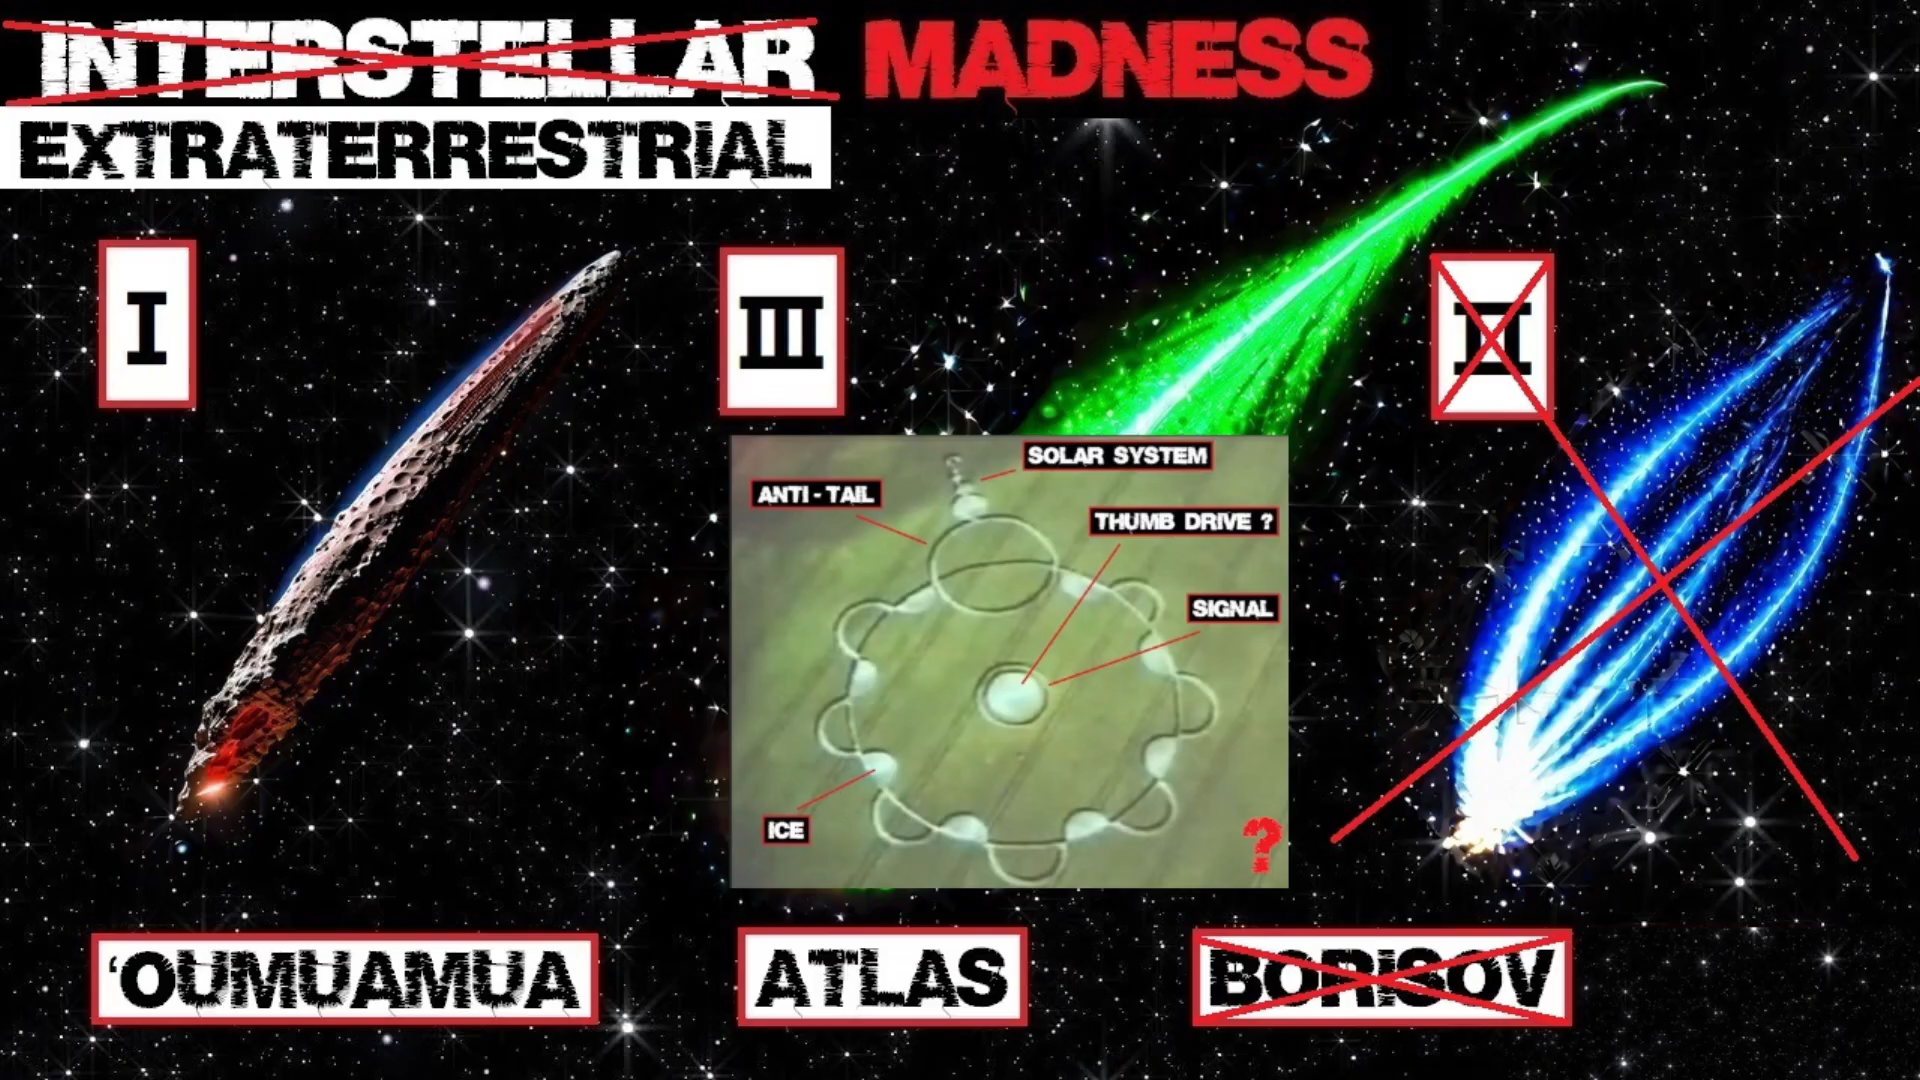 INTERSTELLAR MADNESS
EXTRATERRESTRIAL
I
III
II
SOLAR SYSTEM
ANTI-TAIL
THUMB DRIVE ?
SIGNAL
ICE
?
'OUMUAMUA
ATLAS
BORISOV